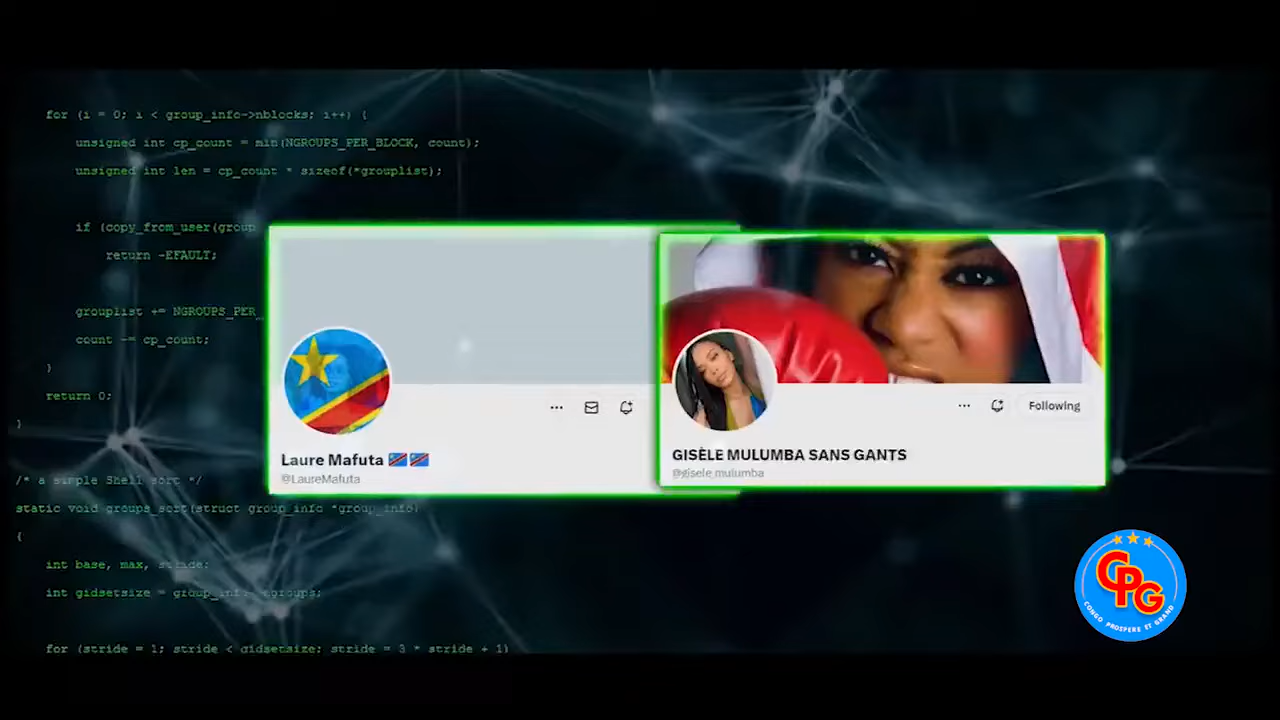 for (i = 0; i < group_info->nblocks; i++) {
unsigned int cp_count = min(NGROUPS_PER_BLOCK, count);
unsigned int len = cp_count * sizeof(*grouplist);
if (copy_from_user(group
return -EFAULT;
grouplist += NGROUPS_PER_
count -= cp_count;
}
return 0;
}
/* a simple Shell sort */
static void groups_sort(struct group_info *group_info)
{
int base, max, stride;
int gidsetsize = group_info->ngroups;
for (stride = 1; stride < gidsetsize; stride = 3 * stride + 1)
Laure Mafuta 🇨🇩🇨🇩
@LaureMafuta
Following
GISÈLE MULUMBA SANS GANTS
@gisele_mulumba
CPG
CONGO PROSPERE ET GRAND